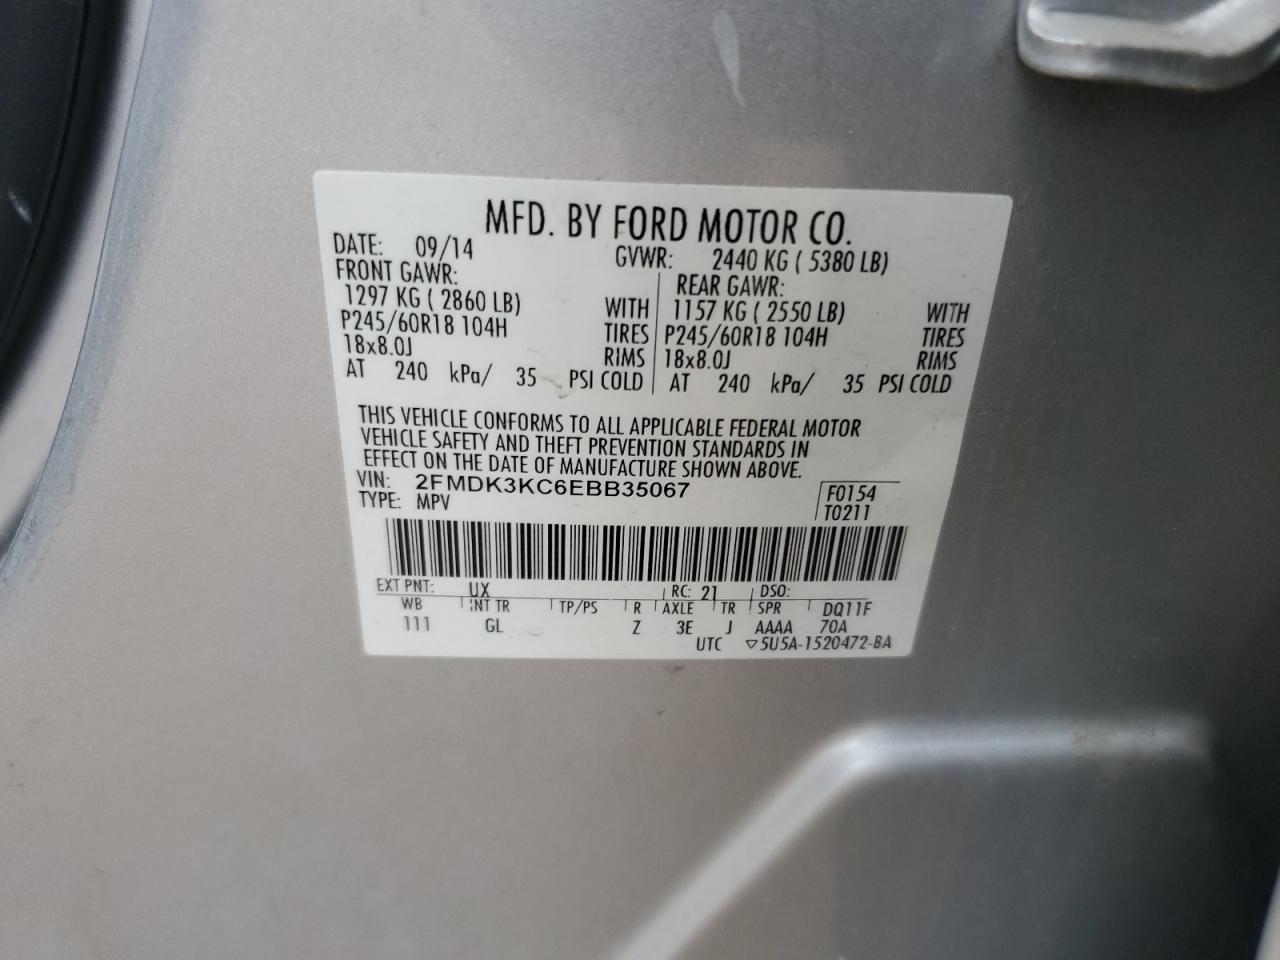 MFD. BY FORD MOTOR CO.
DATE: 09/14 GVWR: 2440 KG ( 5380 LB)
FRONT GAWR: REAR GAWR:
1297 KG ( 2860 LB) WITH 1157 KG ( 2550 LB) WITH
P245/60R18 104H TIRES P245/60R18 104H TIRES
18x8.0J RIMS 18x8.0J RIMS
AT 240 kPa/ 35 PSI COLD AT 240 kPa/ 35 PSI COLD
THIS VEHICLE CONFORMS TO ALL APPLICABLE FEDERAL MOTOR
VEHICLE SAFETY AND THEFT PREVENTION STANDARDS IN
EFFECT ON THE DATE OF MANUFACTURE SHOWN ABOVE.
VIN: 2FMDK3KC6EBB35067 F0154
TYPE: MPV T0211
EXT PNT: UX RC: 21 DSO:
WB INT TR TP/PS R AXLE TR SPR DQ11F
111 GL Z 3E J AAAA 70A
UTC ▽5U5A-1520472-BA